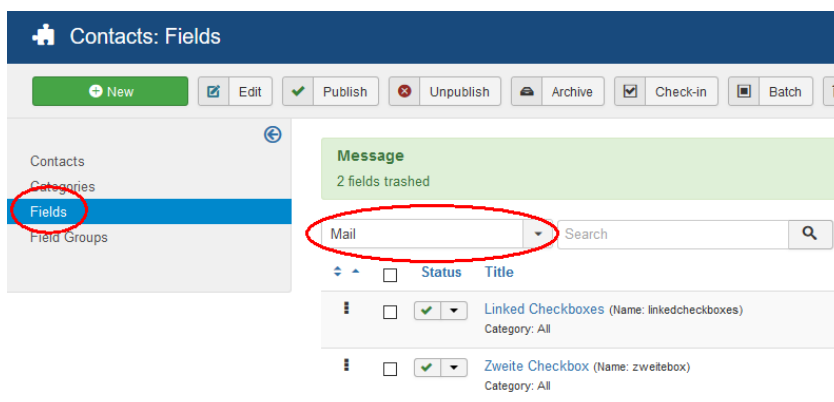 Contacts: Fields
New Edit Publish Unpublish Archive Check-in Batch
Contacts
Categories
Fields
Field Groups
Message
2 fields trashed
Mail Search
Status Title
Linked Checkboxes (Name: linkedcheckboxes)
Category: All
Zweite Checkbox (Name: zweitebox)
Category: All